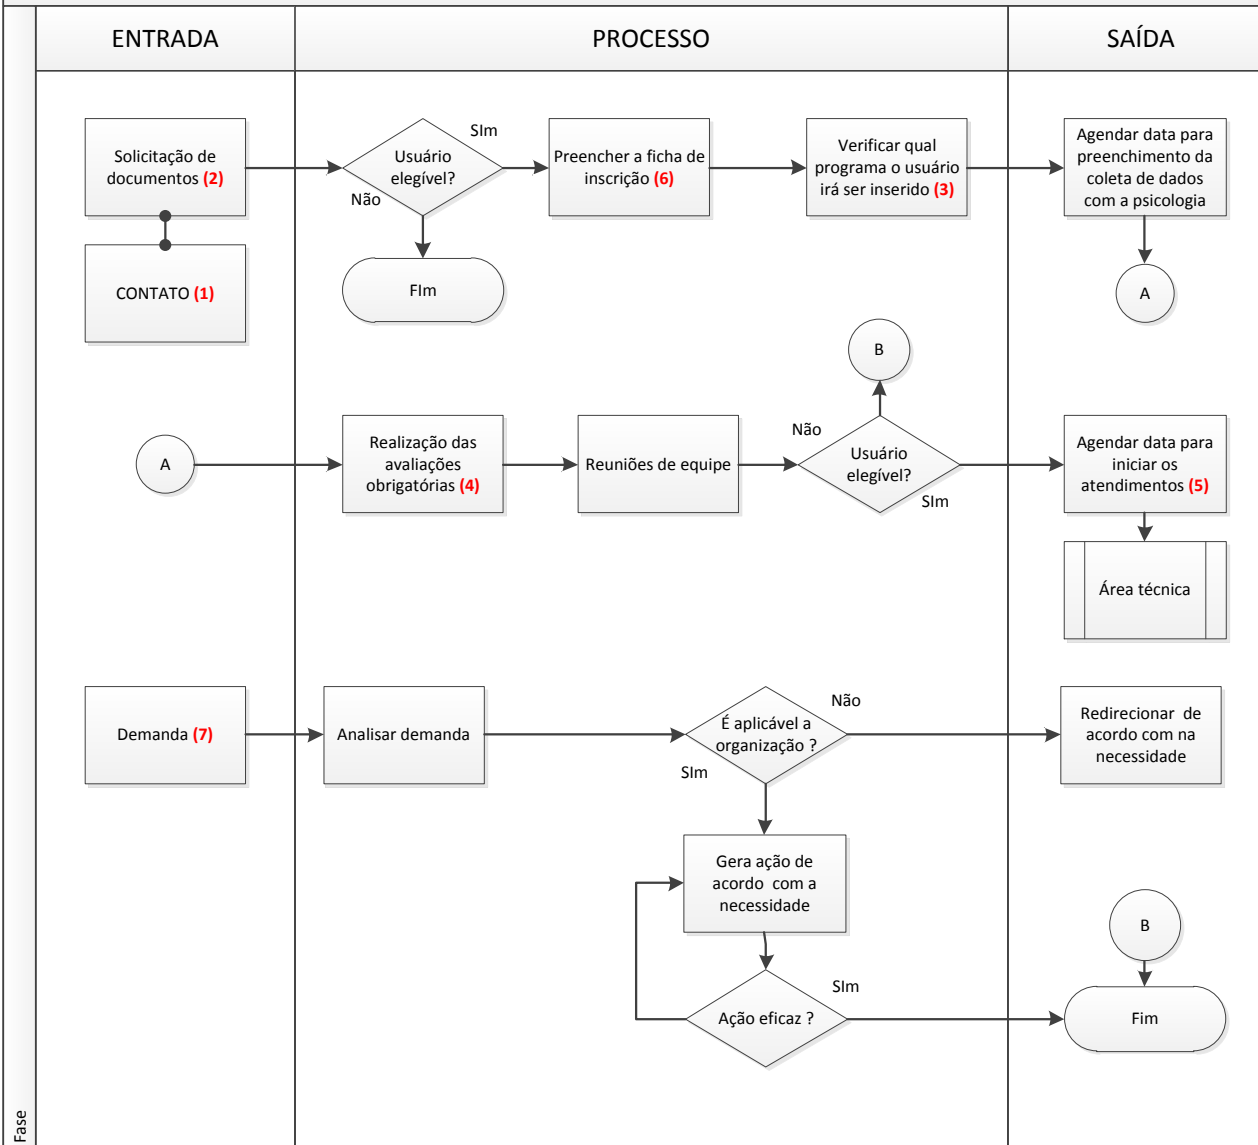 ENTRADA
PROCESSO
SAÍDA
Solicitação de
documentos (2)
CONTATO (1)
Usuário
elegível?
SIm
Não
FIm
Preencher a ficha de
inscrição (6)
Verificar qual
programa o usuário
irá ser inserido (3)
Agendar data para
preenchimento da
coleta de dados
com a psicologia
A
A
Realização das
avaliações
obrigatórias (4)
Reuniões de equipe
B
Não
Usuário
elegível?
SIm
Agendar data para
iniciar os
atendimentos (5)
Área técnica
Demanda (7)
Analisar demanda
É aplicável a
organização ?
Não
SIm
Redirecionar de
acordo com na
necessidade
Gera ação de
acordo com a
necessidade
Ação eficaz ?
SIm
B
Fim
Fase